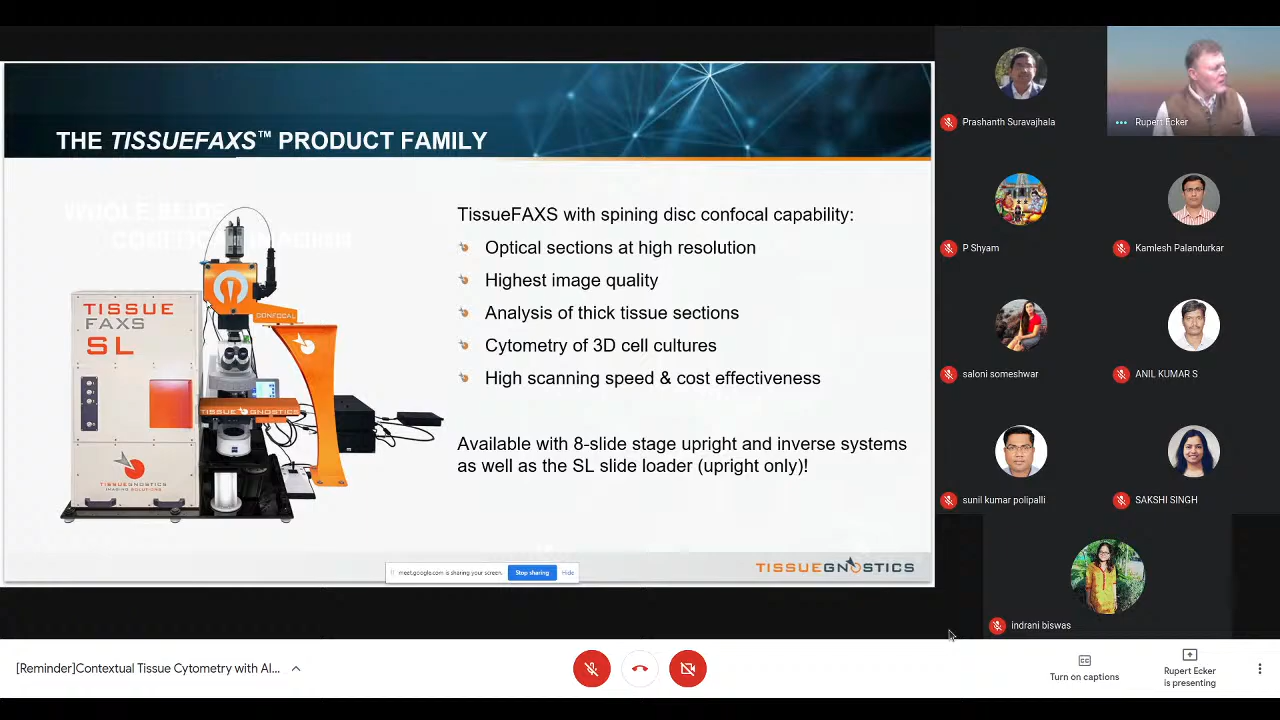 THE TISSUEFAXS™ PRODUCT FAMILY
WHOLE SLIDE
CONFOCAL IMAGING
TISSUE
FAXS
SL
CONFOCAL
TISSUEGNOSTICS
TISSUEGNOSTICS
IMAGING SOLUTIONS
TissueFAXS with spining disc confocal capability:
Optical sections at high resolution
Highest image quality
Analysis of thick tissue sections
Cytometry of 3D cell cultures
High scanning speed & cost effectiveness
Available with 8-slide stage upright and inverse systems
as well as the SL slide loader (upright only)!
meet.google.com is sharing your screen.
Stop sharing
Hide
TISSUEGNOSTICS
Prashanth Suravajhala
Rupert Ecker
P Shyam
Kamlesh Palandurkar
saloni someshwar
ANIL KUMAR S
sunil kumar polipalli
SAKSHI SINGH
indrani biswas
[Reminder]Contextual Tissue Cytometry with AI...
CC
Turn on captions
Rupert Ecker
is presenting